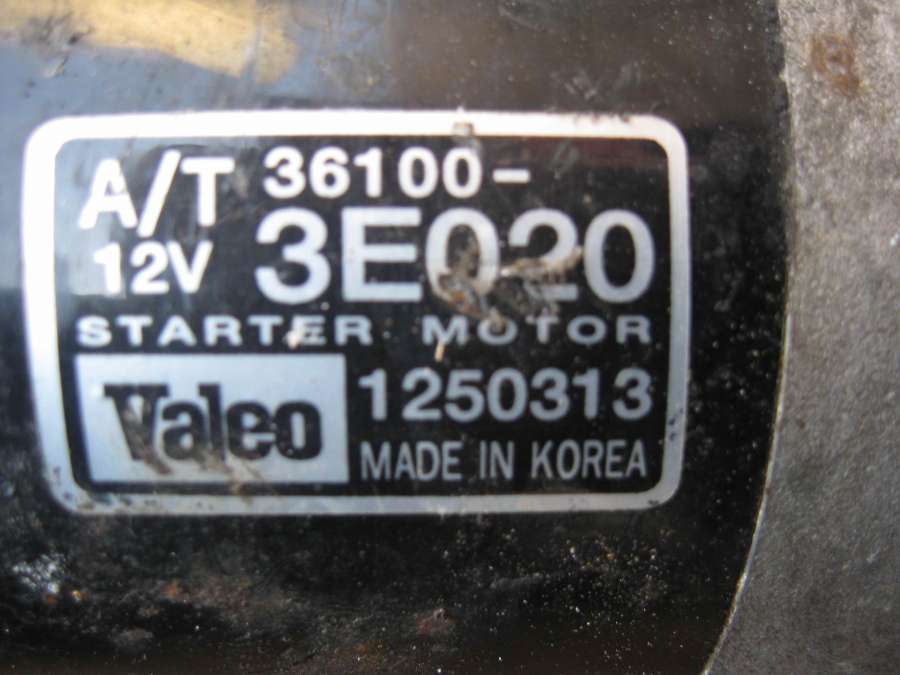 A/T 36100-
12V 3E020
STARTER MOTOR
Valeo 1250313
MADE IN KOREA